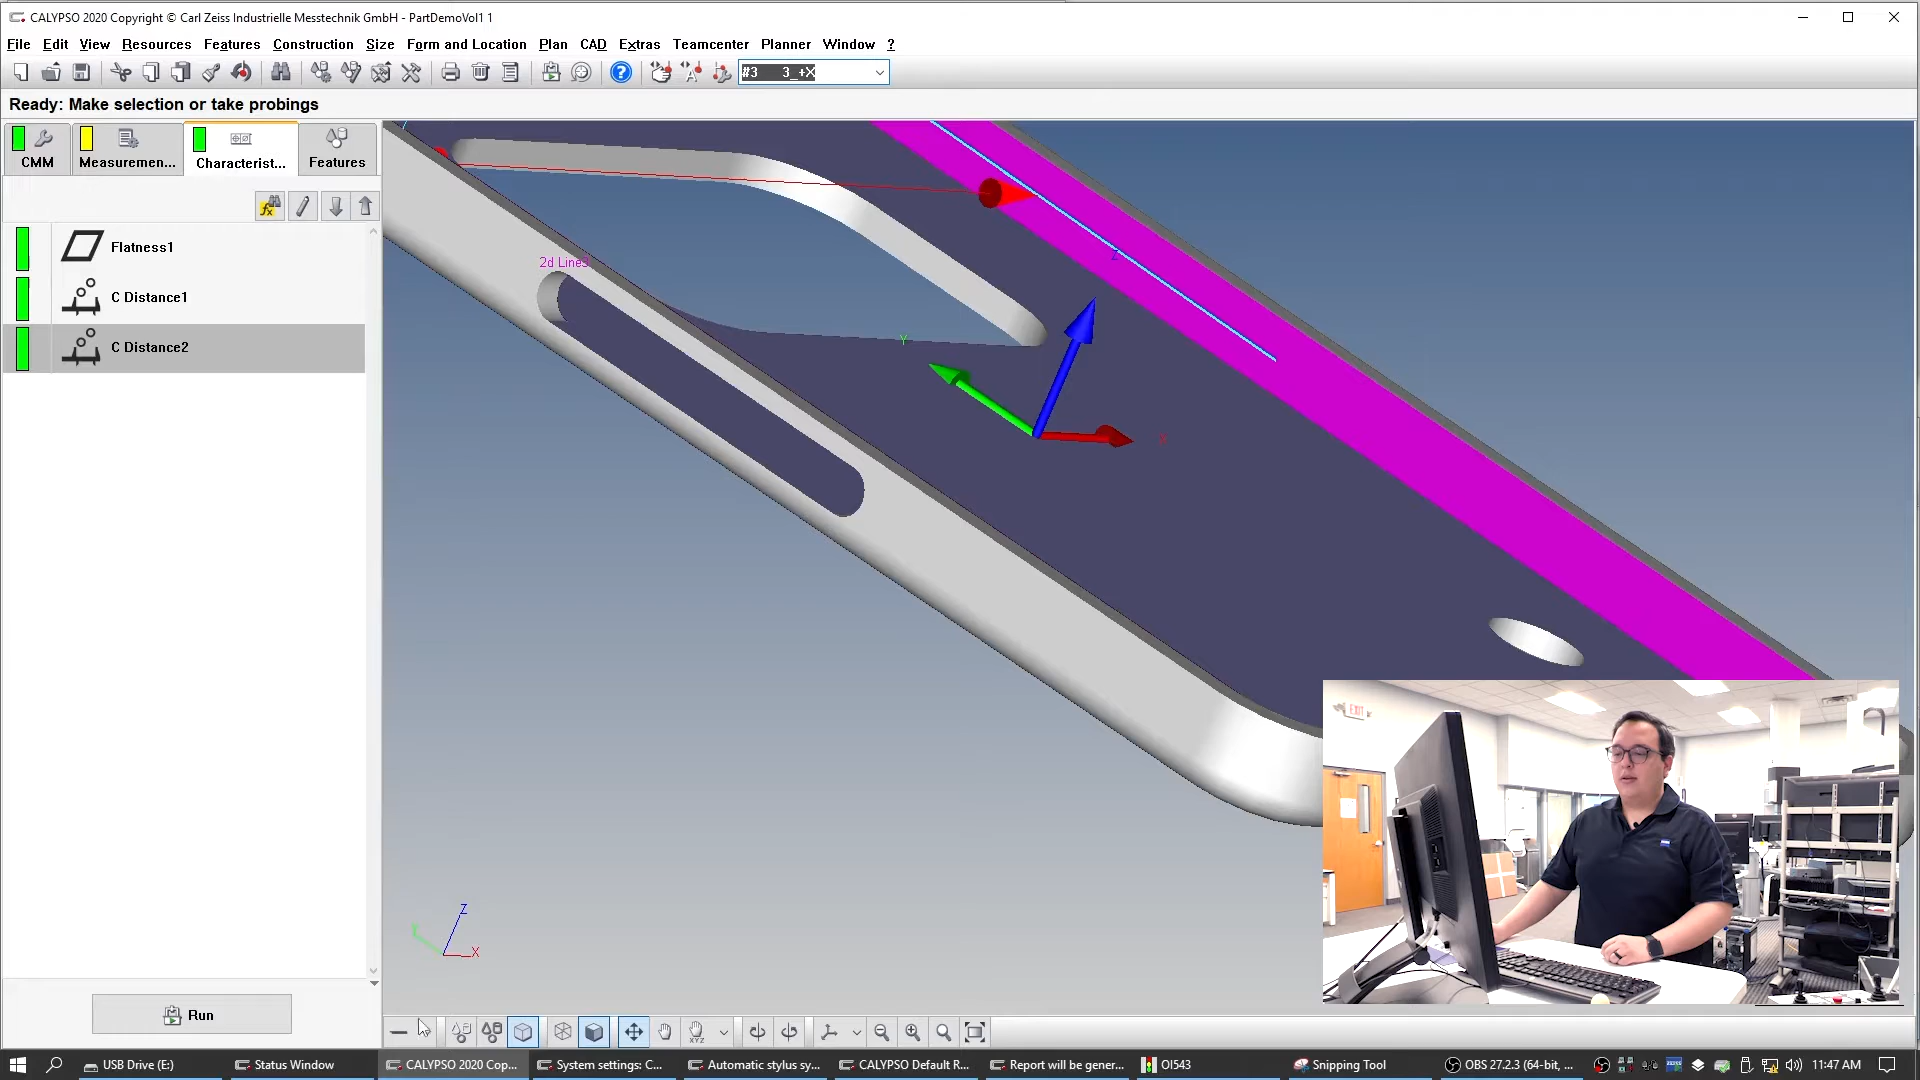 CALYPSO 2020 Copyright © Carl Zeiss Industrielle Messtechnik GmbH - PartDemoVol1 1
File Edit View Resources Features Construction Size Form and Location Plan CAD Extras Teamcenter Planner Window ?
#3 3_+X
Ready: Make selection or take probings
CMM
Measuremen...
Characterist...
Features
Flatness1
C Distance1
C Distance2
2d Line3
Z
Y
X
Z
X
EXIT
Run
XYZ
USB Drive (E:) Status Window CALYPSO 2020 Cop... System settings: C... Automatic stylus sy... CALYPSO Default R... Report will be gener... OI543 Snipping Tool OBS 27.2.3 (64-bit, ... 11:47 AM